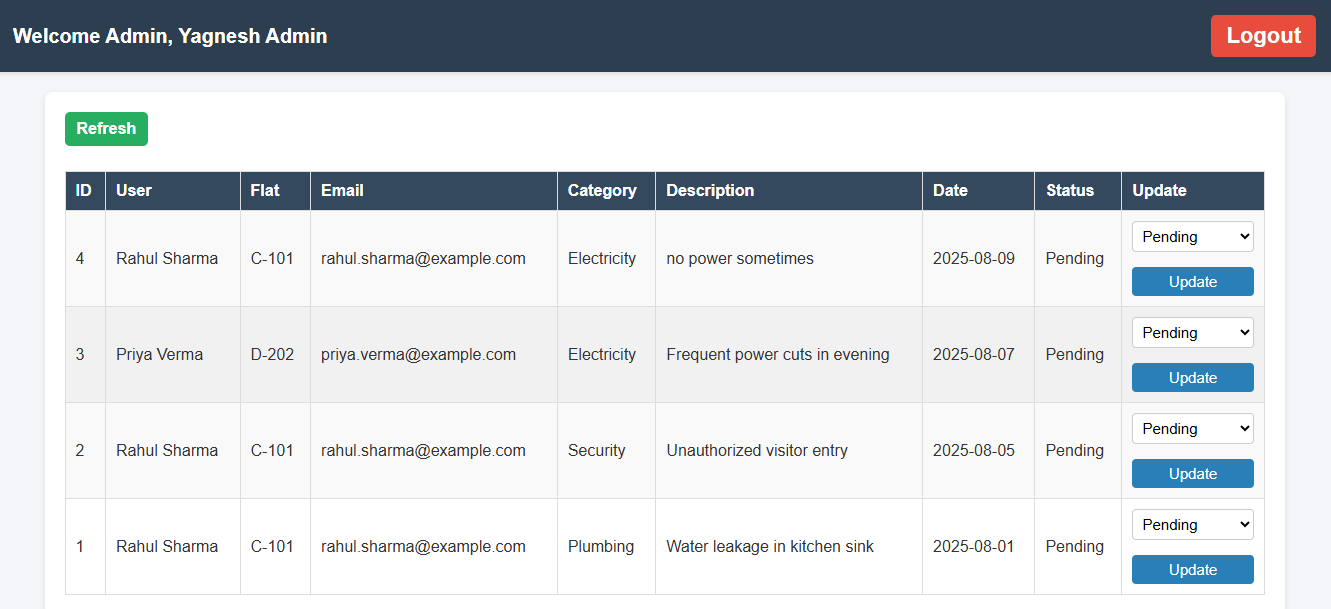 Welcome Admin, Yagnesh Admin
Logout
Refresh
ID User Flat Email Category Description Date Status Update
4 Rahul Sharma C-101 rahul.sharma@example.com Electricity no power sometimes 2025-08-09 Pending Pending
Update
3 Priya Verma D-202 priya.verma@example.com Electricity Frequent power cuts in evening 2025-08-07 Pending Pending
Update
2 Rahul Sharma C-101 rahul.sharma@example.com Security Unauthorized visitor entry 2025-08-05 Pending Pending
Update
1 Rahul Sharma C-101 rahul.sharma@example.com Plumbing Water leakage in kitchen sink 2025-08-01 Pending Pending
Update